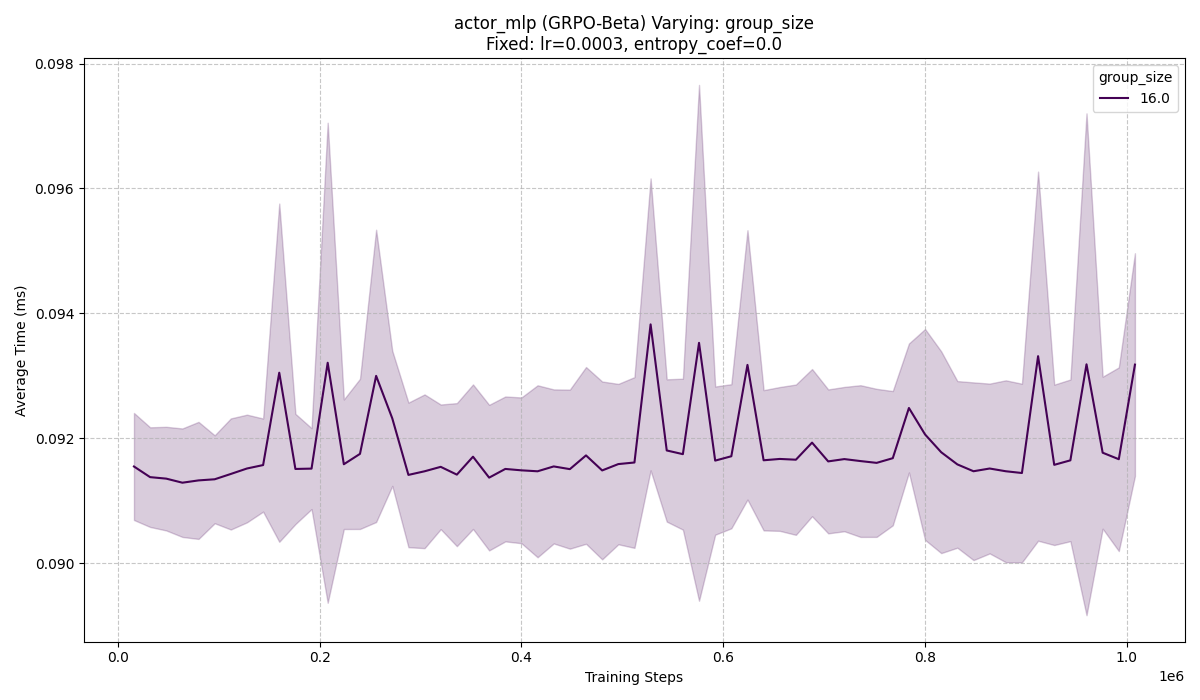 actor_mlp (GRPO-Beta) Varying: group_size
Fixed: lr=0.0003, entropy_coef=0.0
group_size
16.0
Average Time (ms)
0.098
0.096
0.094
0.092
0.090
0.0
0.2
0.4
0.6
0.8
1.0
1e6
Training Steps